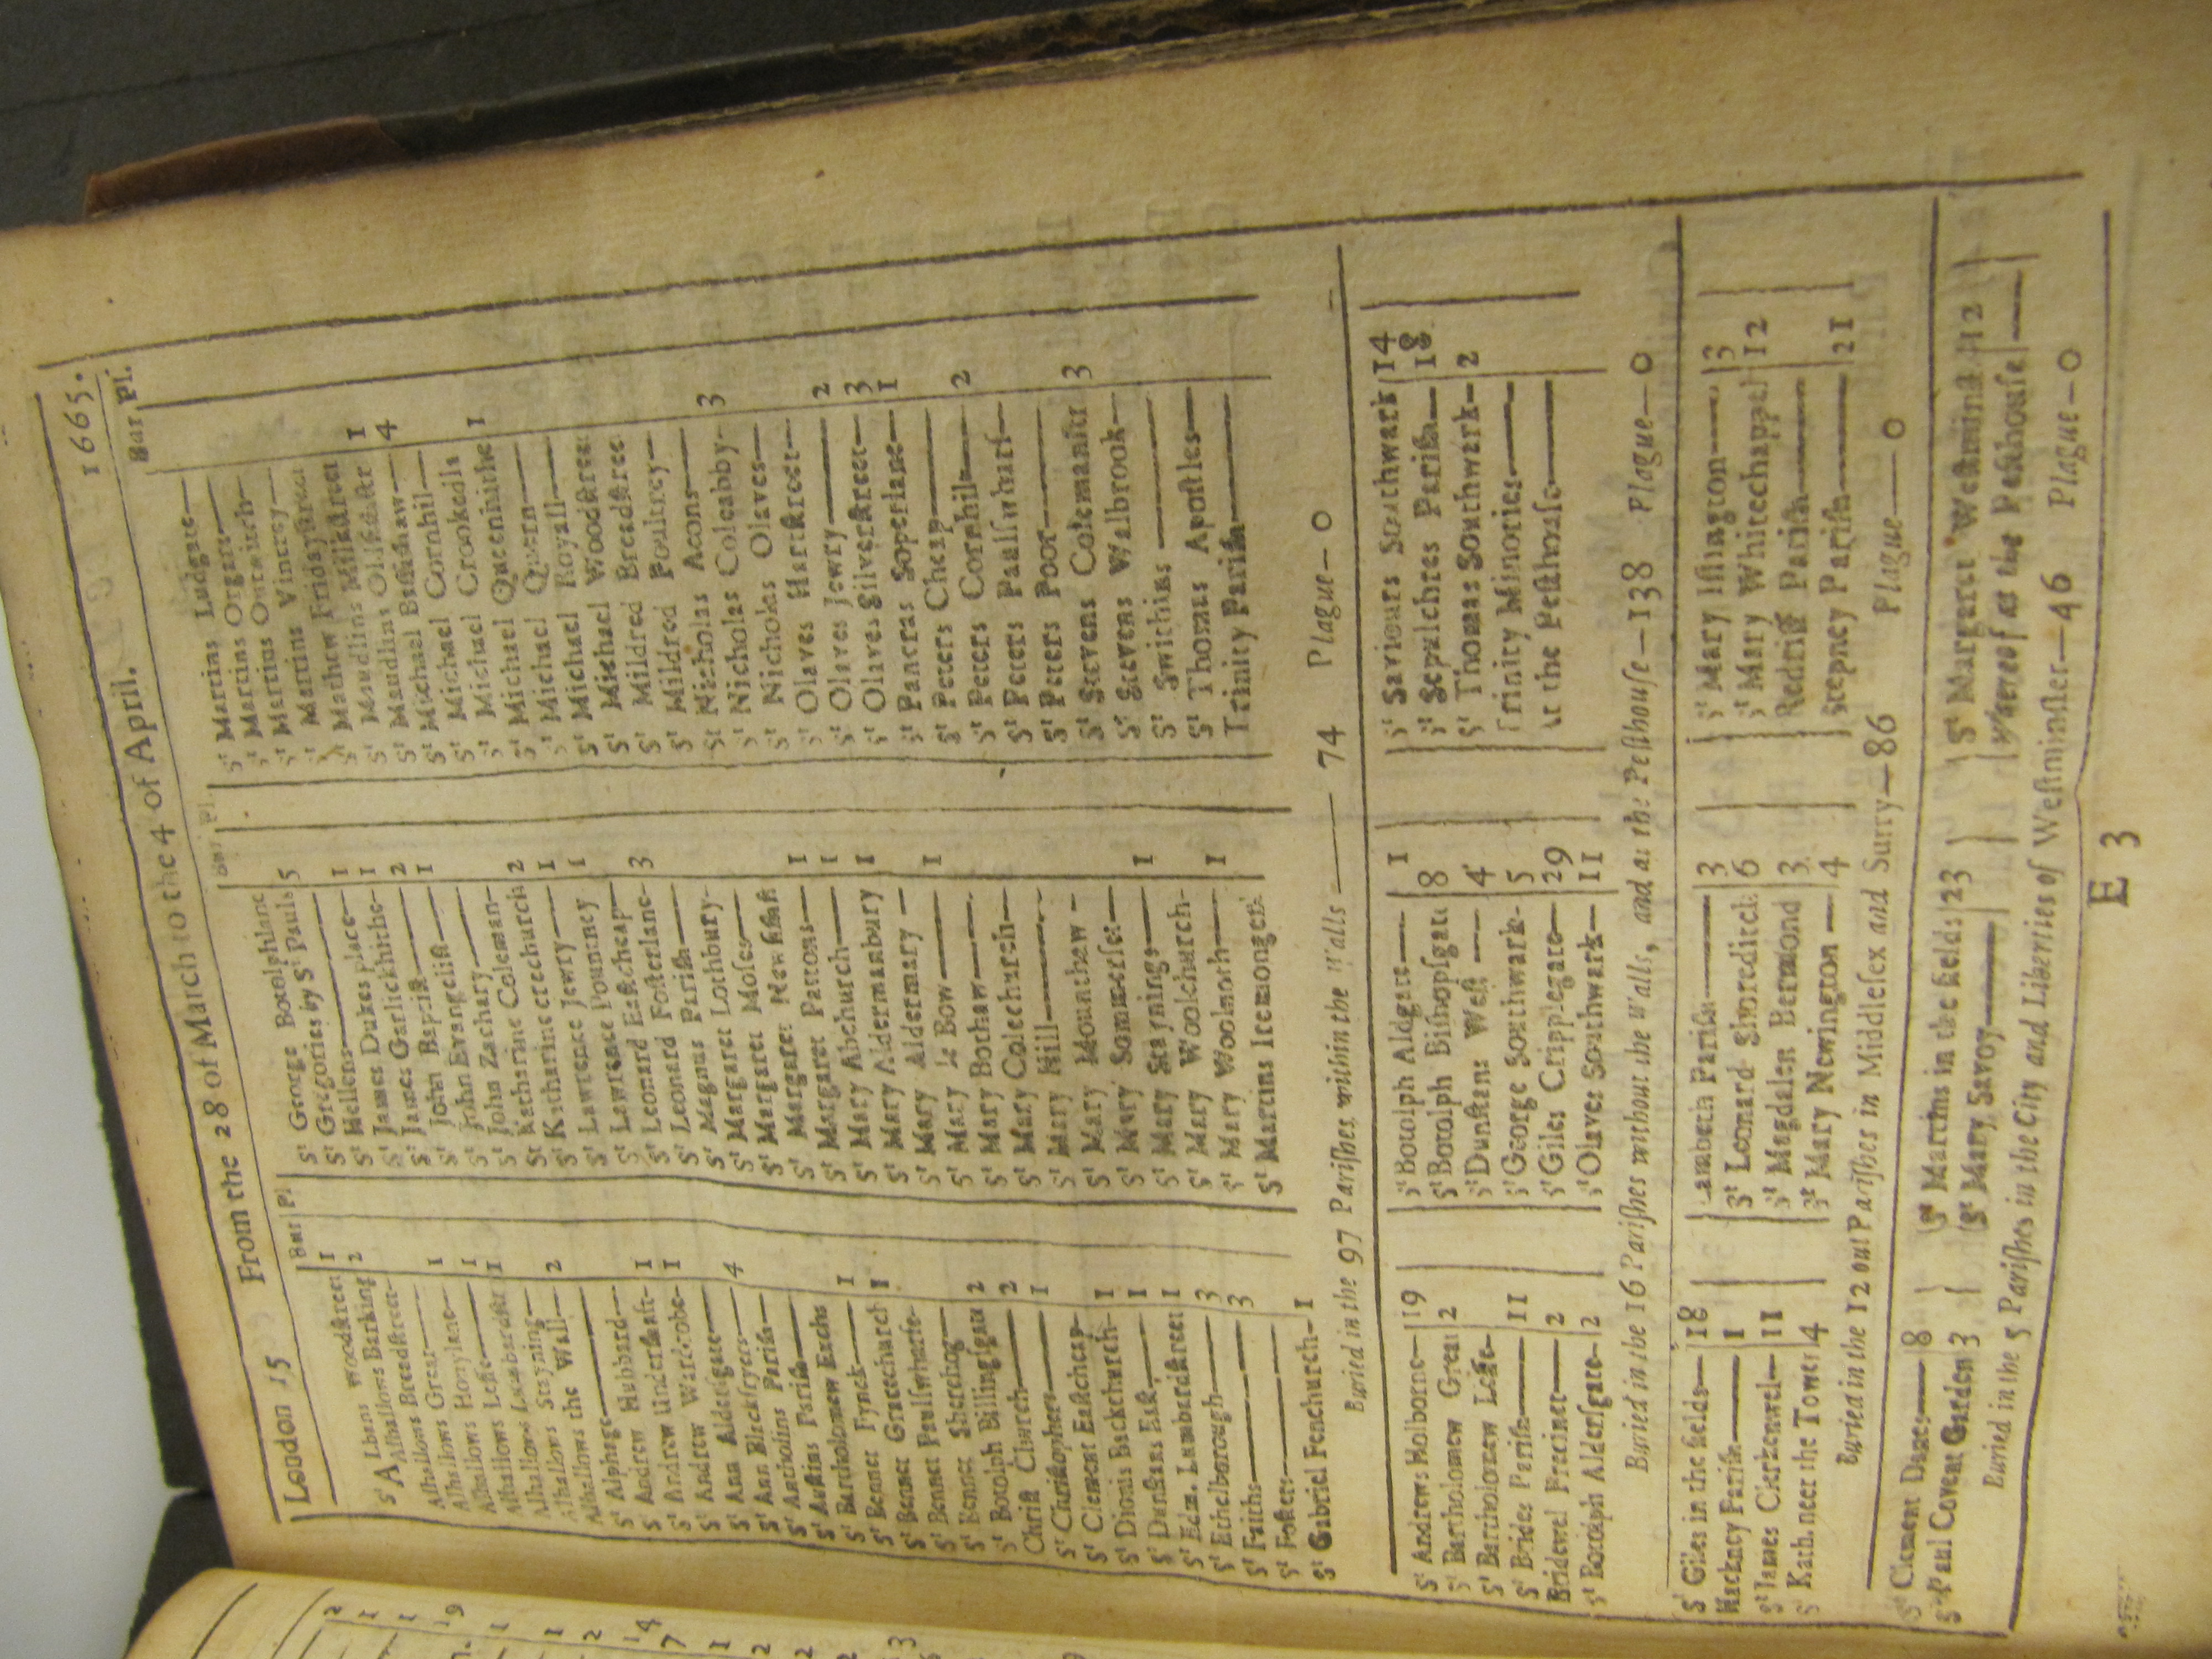 London 15 From the 28 of March to the 4 of April. 1665.
Bur Pl
St ALbans Woodſtreet 1
Alhallows Barking 2
Alhallows Breadſtreet—
Alhallows Great— 1
Alhallows Honylane—
Alhallows Leſſe— 1
Alhallows Lumbardſtr 1
Alhallows Stayning—
Alhallows the Wall— 2
St Alphage—
St Andrew Hubbard—
St Andrew Underſhaft— 1
St Andrew Wardrobe— 1
St Ann Alderſgate—
St Ann Blackfryers— 4
St Antholins Pariſh—
St Auſtins Pariſh—
St Bartholomew Exchs
St Bennet Fynck— 1
St Bennet Gracechurch 1
St Bennet Paulſwharfe—
St Bennet Sherehog—
St Botolph Billingſgate 2
Chriſt Church— 2
St Chriſtophers— 1
St Clement Eaſtcheap—
St Dionis Backchurch— 1
St Dunſtans Eaſt— 1
St Edm. Lumbardſtreet 1
St Ethelborough— 3
St Faiths— 3
St Foſters—
St Gabriel Fenchurch— 1
Bur Pl
St George Botolphlane
St Gregories by St Pauls 5
St Hellens—
St James Dukes place— 1
St James Garlickhithe— 1
St John Baptiſt— 2
St John Evangeliſt— 1
St John Zachary—
St Katharine Coleman—
St Katharine crechurch 2
St Lawrence Jewry— 1
St Lawrence Pountney 1
St Leonard Eaſtcheap—
St Leonard Foſterlane— 3
St Magnus Pariſh—
St Margaret Lothbury—
St Margaret Moſes—
St Margaret Newfiſhſt
St Margaret Pattons— 1
St Mary Abchurch— 1
St Mary Aldermanbury 1
St Mary Aldermary —
St Mary le Bow— 1
St Mary Bothaw—
St Mary Colechurch—
St Mary Hill—
St Mary Mounthaw –
St Mary Sommerſet—
St Mary Staynings— 1
St Mary Woolchurch—
St Mary Woolnoth— 1
St Martins Iremonger.
Bur. Pl.
St Martins Ludgate—
St Martins Orgars—
St Martins Outwitch—
St Martins Vintrey—
St Mathew Fridayſtreet
St Maudlins Milkſtreet
St Maudlins Oldfiſhſtr 1
St Michael Baſſiſhaw— 4
St Michael Cornhil—
St Michael Crookedla
St Michael Queenhithe 1
St Michael Quern—
St Michael Royall—
St Michael Woodſtreet
St Mildred Breadſtreet
St Mildred Poultrey—
St Nicholas Acons—
St Nicholas Coleabby— 3
St Nicholas Olaves—
St Olaves Hartſtreet—
St Olaves Jewry— 2
St Olaves Silverſtreet— 3
St Pancras Soperlane— 1
St Peters Cheap—
St Peters Cornhil— 2
St Peters Paulſwharf—
St Peters Poor—
St Stevens Colemanſtr 3
St Stevens Walbrook—
St Swithins —
St Thomas Apoſtles—
Trinity Pariſh—
Buried in the 97 Pariſhes within the Walls — 74 Plague—0
St Andrews Holborne— 19
St Bartholomew Great 2
St Bartholomew Leſſe—
St Brides Pariſh— 11
Bridewel Precinct— 2
St Botolph Alderſgate— 2
St Botolph Aldgate— 1
St Botolph Biſhopſgate 8
St Dunſtans Weſt — 4
St George Southwark— 5
St Giles Cripplegate— 29
St Olaves Southwark— 11
St Saviours Southwark 14
St Sepulchres Pariſh— 18
St Thomas Southwark— 2
Trinity Minories—
At the Peſthouſe—
Buried in the 16 Pariſhes without the Walls, and at the Peſthouſe—138 Plague—0
St Giles in the fields— 18
Hackney Pariſh— 1
St James Clerkenwel— 11
St Kath. neer the Tower 4
Lambeth Pariſh— 3
St Leonard Shoreditch 6
St Magdalen Bermond 3
St Mary Newington — 4
St Mary Iſlington— 3
St Mary Whitechappel 12
Redriff Pariſh—
Stepney Pariſh— 21
Buried in the 12 out Pariſhes in Middleſex and Surry—86 Plague—0
St Clement Danes— 8
St Paul Covent Garden 3
St Martins in the fields 23
St Mary Savoy—
St Margeret Weſtminſt 12
Whereof at the Peſthouſe —
Buried in the 5 Pariſhes in the City and Liberties of Weſtminſter—46 Plague—0
E 3